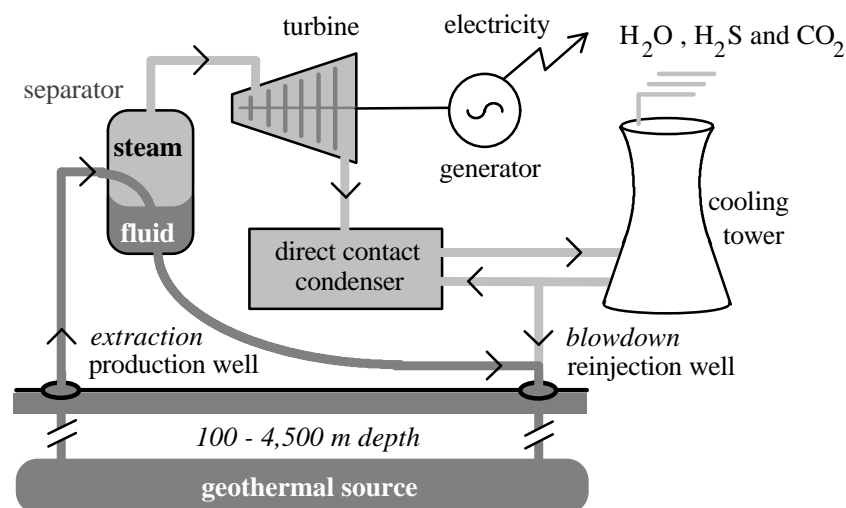 turbine
electricity
H₂O , H₂S and CO₂
separator
steam
fluid
generator
cooling
tower
direct contact
condenser
extraction
production well
blowdown
reinjection well
100 - 4,500 m depth
geothermal source